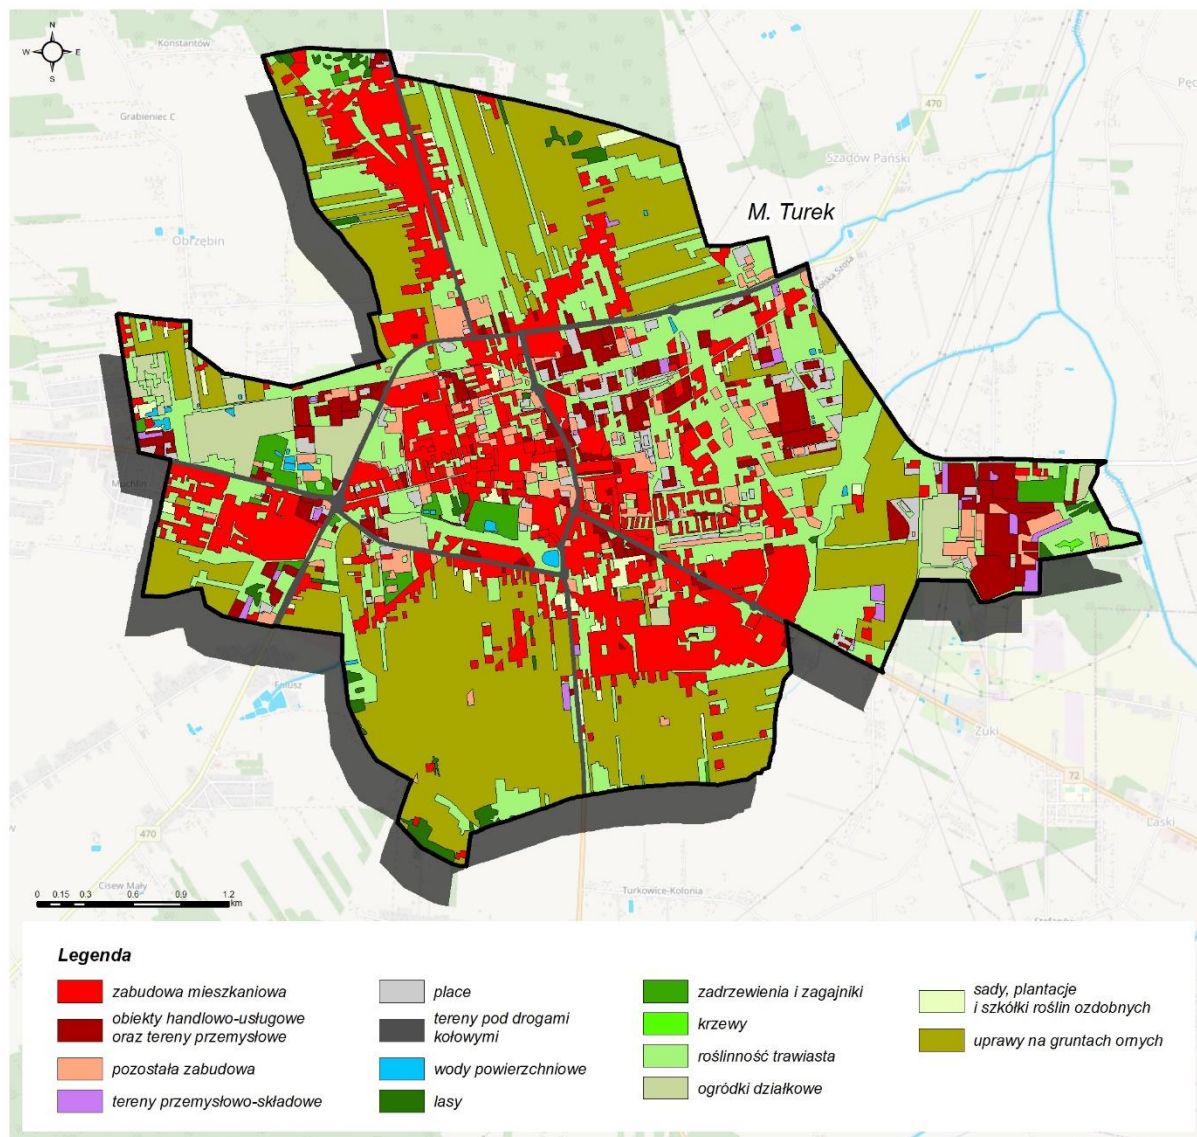 N
W E
S
Konstantów
Grabieniec C
470
Szadów Pański
M. Turek
Obrzębin
Muchlin
Żuki
72
Laski
470
Cisew Mały
Turkowice-Kolonia
0 0.15 0.3 0.6 0.9 1.2
km
Legenda
zabudowa mieszkaniowa
obiekty handlowo-usługowe
oraz tereny przemysłowe
pozostała zabudowa
tereny przemysłowo-składowe
place
tereny pod drogami
kołowymi
wody powierzchniowe
lasy
zadrzewienia i zagajniki
krzewy
roślinność trawiasta
ogródki działkowe
sady, plantacje
i szkółki roślin ozdobnych
uprawy na gruntach ornych